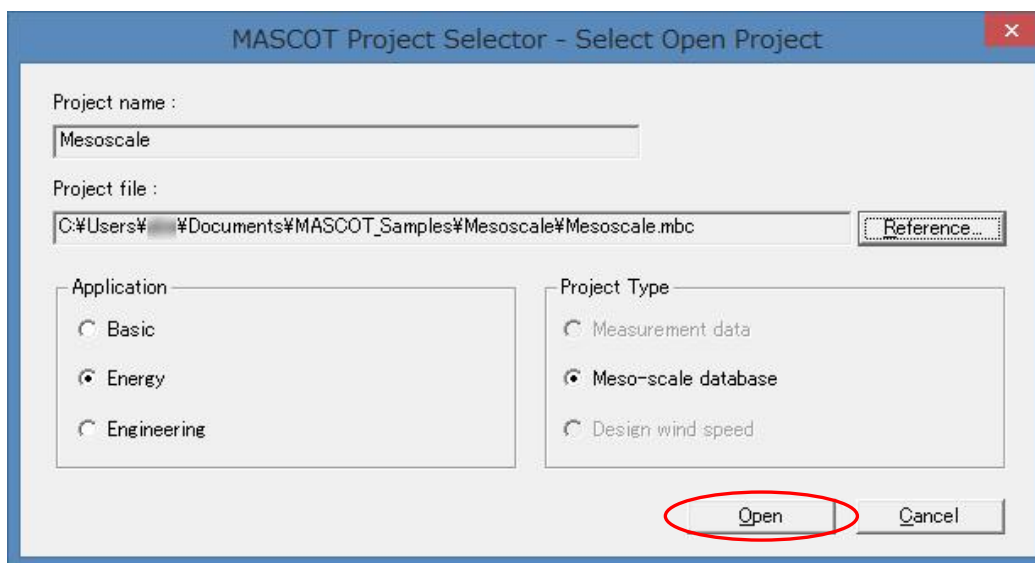 MASCOT Project Selector - Select Open Project
Project name :
Mesoscale
Project file :
C:¥Users¥ ¥Documents¥MASCOT_Samples¥Mesoscale¥Mesoscale.mbc
Reference...
Application
Basic
Energy
Engineering
Project Type
Measurement data
Meso-scale database
Design wind speed
Open
Cancel